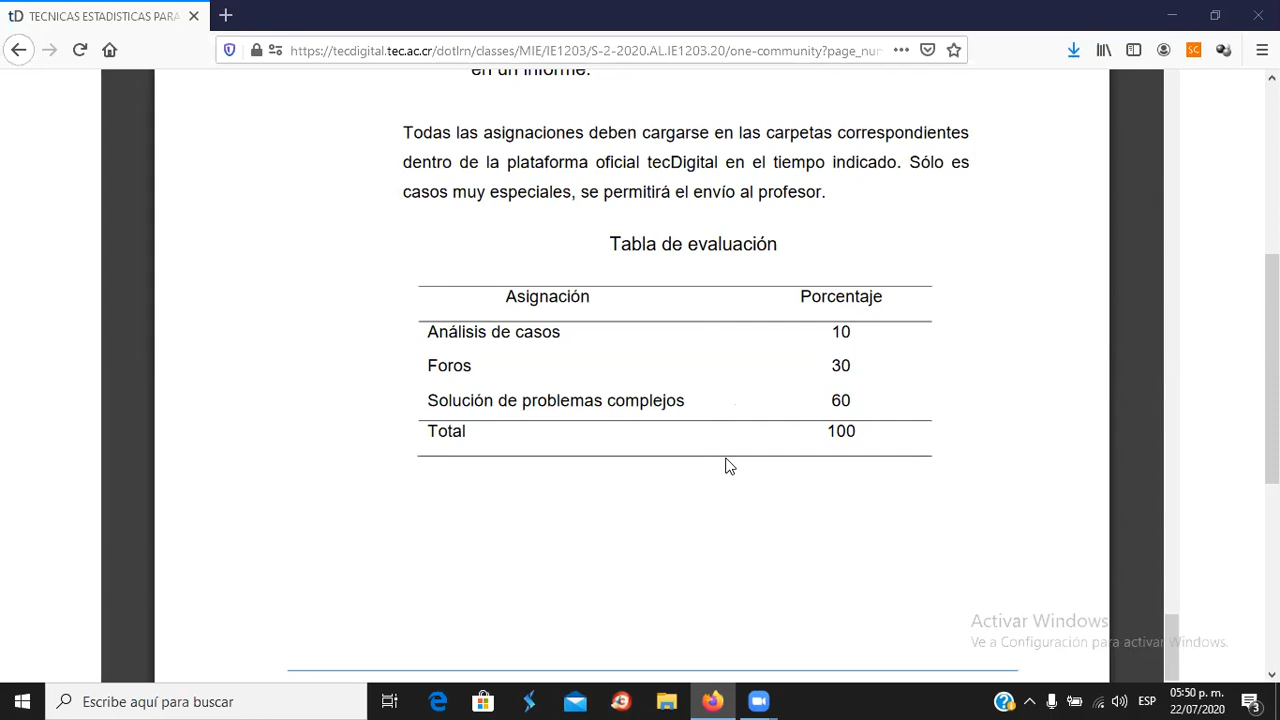 TECNICAS ESTADISTICAS PARA
https://tecdigital.tec.ac.cr/dotlrn/classes/MIE/IE1203/S-2-2020.AL.IE1203.20/one-community?page_nu
en un informe.
Todas las asignaciones deben cargarse en las carpetas correspondientes
dentro de la plataforma oficial tecDigital en el tiempo indicado. Sólo es
casos muy especiales, se permitirá el envío al profesor.
Tabla de evaluación
Asignación Porcentaje
Análisis de casos 10
Foros 30
Solución de problemas complejos 60
Total 100
Activar Windows
Ve a Configuración para activar Windows.
Escribe aquí para buscar
ESP
05:50 p. m.
22/07/2020
3